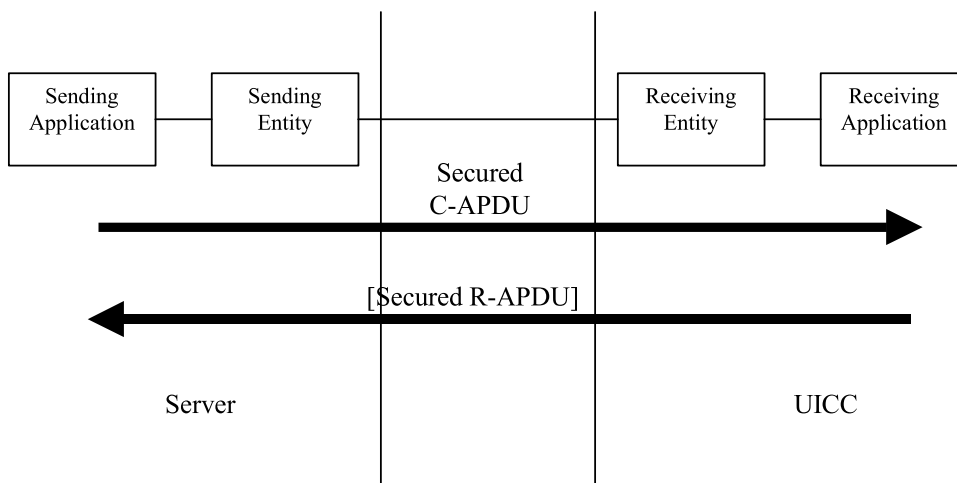 Sending
Application
Sending
Entity
Receiving
Entity
Receiving
Application
Secured
C-APDU
[Secured R-APDU]
Server
UICC